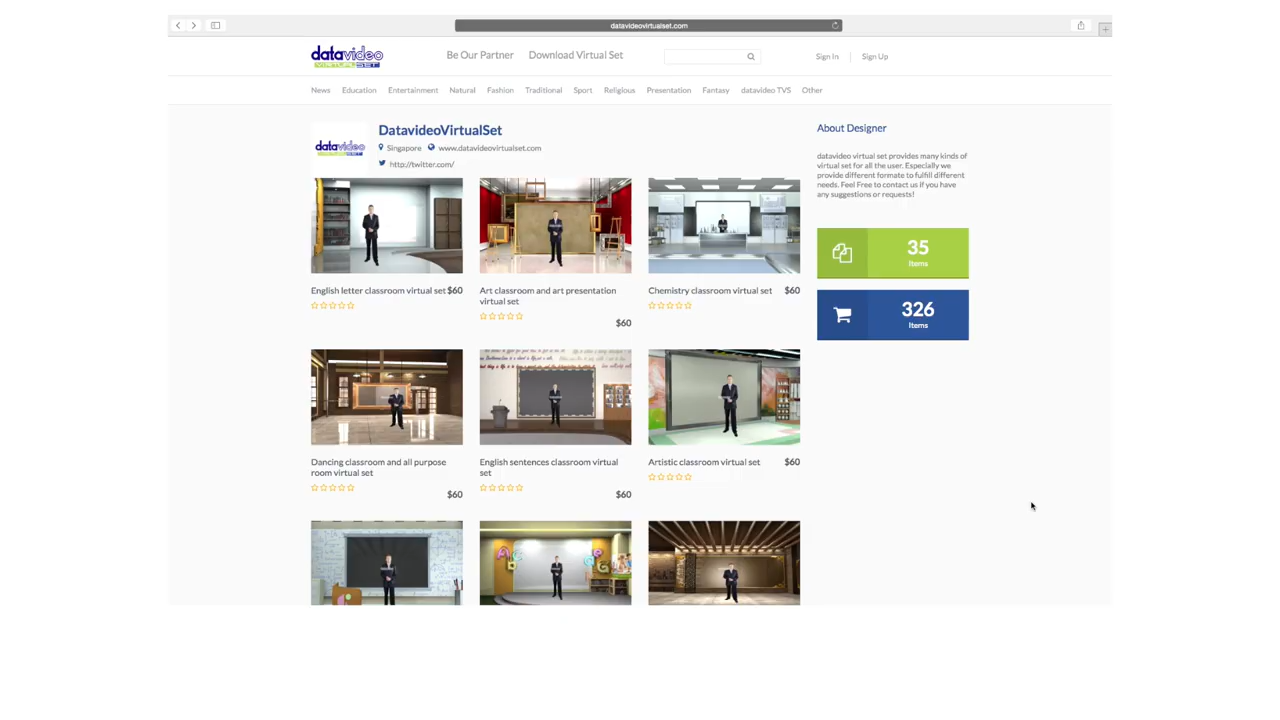 datavideovirtualset.com
datavideo
VIRTUAL SET
Be Our Partner
Download Virtual Set
Sign In
Sign Up
News
Education
Entertainment
Natural
Fashion
Traditional
Sport
Religious
Presentation
Fantasy
datavideo TVS
Other
datavideo
DatavideoVirtualSet
Singapore
www.datavideovirtualset.com
http://twitter.com/
English letter classroom virtual set $60
Art classroom and art presentation
virtual set
$60
Chemistry classroom virtual set $60
Dancing classroom and all purpose
room virtual set
$60
English sentences classroom virtual
set
$60
Artistic classroom virtual set $60
About Designer
datavideo virtual set provides many kinds of
virtual set for all the user. Especially we
provide different formate to fulfill different
needs. Feel Free to contact us if you have
any suggestions or requests!
35
Items
326
Items